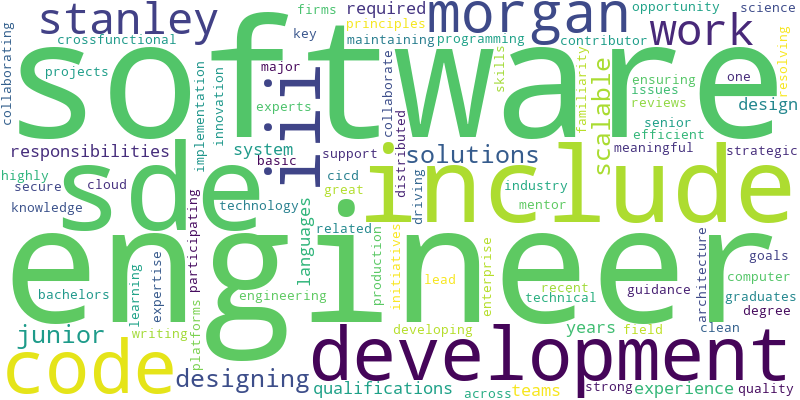 software
engineer
sde
include
development
code
morgan
stanley
work
iii
ii
scalable
solutions
designing
junior
system
languages
qualifications
responsibilities
required
design
experience
years
teams
collaborating
crossfunctional
projects
implementation
innovation
firms
key
major
experts
basic
principles
maintaining
programming
collaborate
skills
opportunity
science
contributor
familiarity
resolving
ensuring
issues
one
reviews
senior
efficient
meaningful
strategic
support
cicd
great
distributed
driving
industry
mentor
highly
secure
cloud
knowledge
participating
technology
related
bachelors
learning
expertise
writing
platforms
engineering
production
initiatives
lead
enterprise
developing
recent
technical
guidance
field
architecture
clean
goals
computer
graduates
degree
across
strong
quality